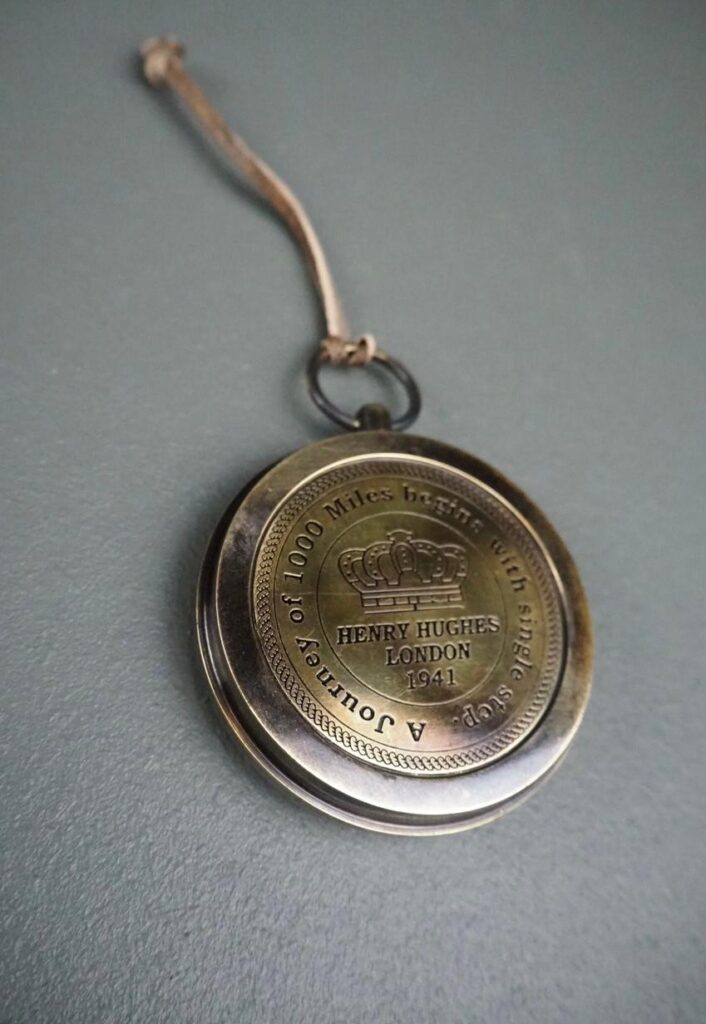 A Journey of 1000 Miles begins with single step.
HENRY HUGHES
LONDON
1941